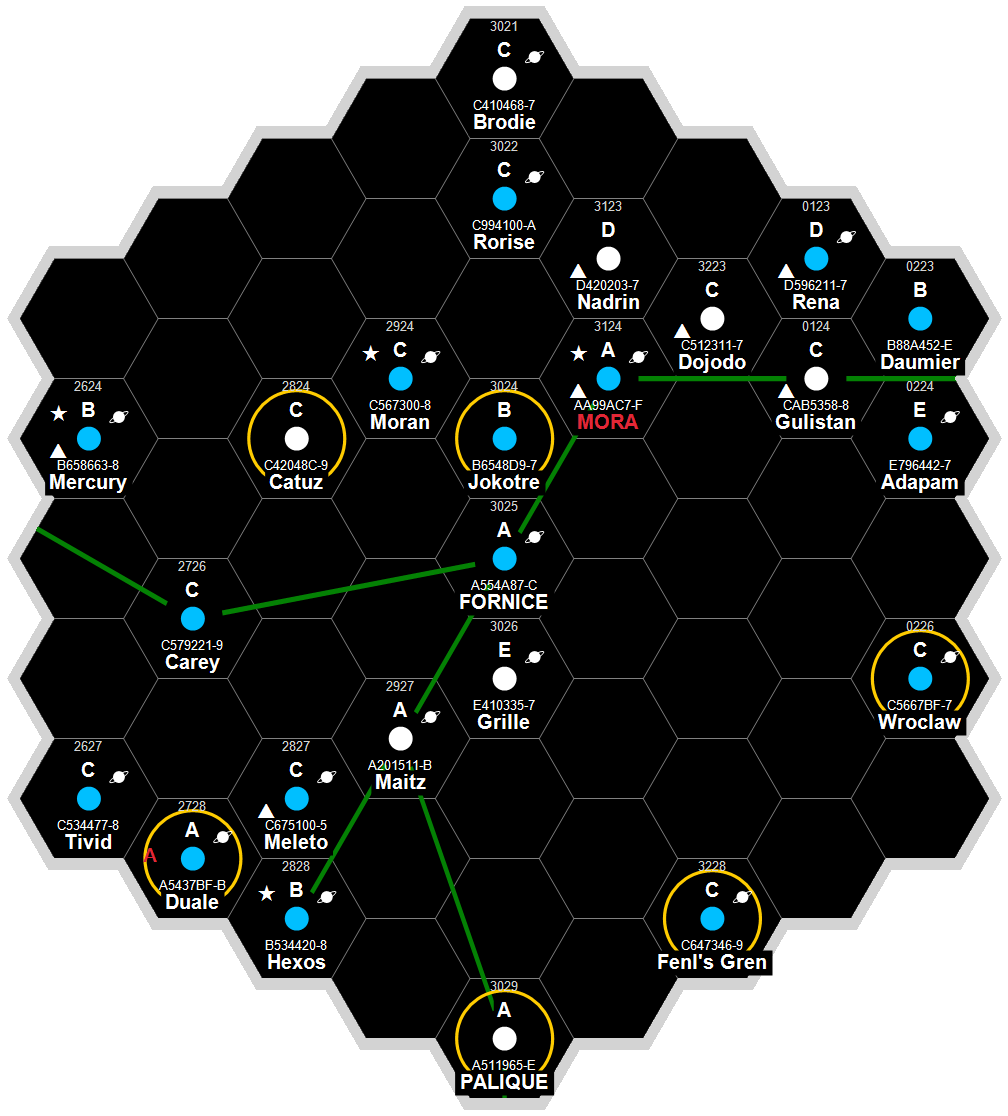 3021
C
C410468-7
Brodie
3022
C
C994100-A
Rorise
3123
D
D420203-7
Nadrin
0123
D
D596211-7
Rena
3223
C
C512311-7
Dojodo
0223
B
B88A452-E
Daumier
2924
C
C567300-8
Moran
3124
A
AA99AC7-F
MORA
0124
C
CAB5358-8
Gulistan
2624
B
B658663-8
Mercury
2824
C
C42048C-9
Catuz
3024
B
B6548D9-7
Jokotre
0224
E
E796442-7
Adapam
3025
A
A554A87-C
FORNICE
2726
C
C579221-9
Carey
3026
E
E410335-7
Grille
0226
C
C5667BF-7
Wroclaw
2927
A
A201511-B
Maitz
2627
C
C534477-8
Tivid
2827
C
C675100-5
Meleto
2728
A
A
A5437BF-B
Duale
2828
B
B534420-8
Hexos
3228
C
C647346-9
Fenl's Gren
3029
A
A511965-E
PALIQUE